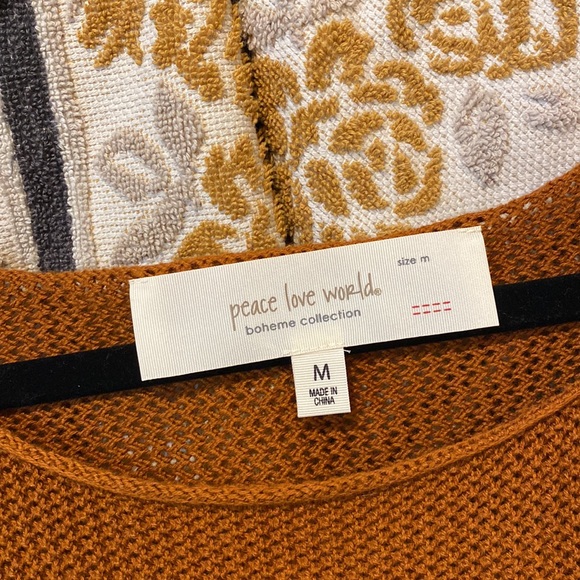 peace love world®
boheme collection
size m
M
MADE IN
CHINA